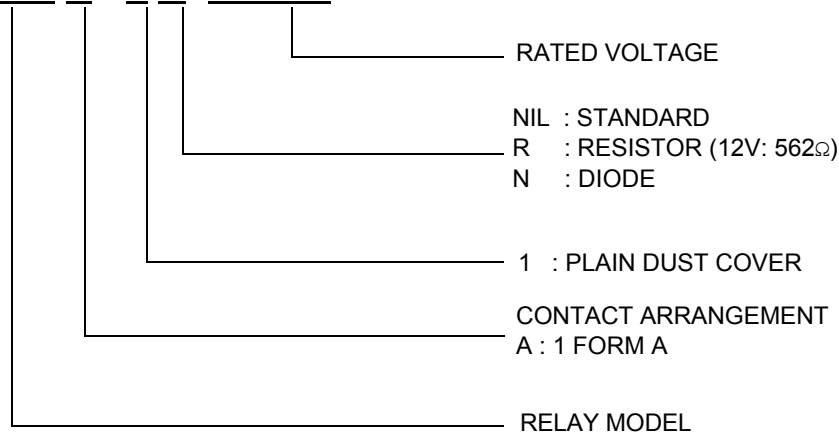 RATED VOLTAGE
NIL : STANDARD
R : RESISTOR (12V: 562Ω)
N : DIODE
1 : PLAIN DUST COVER
CONTACT ARRANGEMENT
A : 1 FORM A
RELAY MODEL